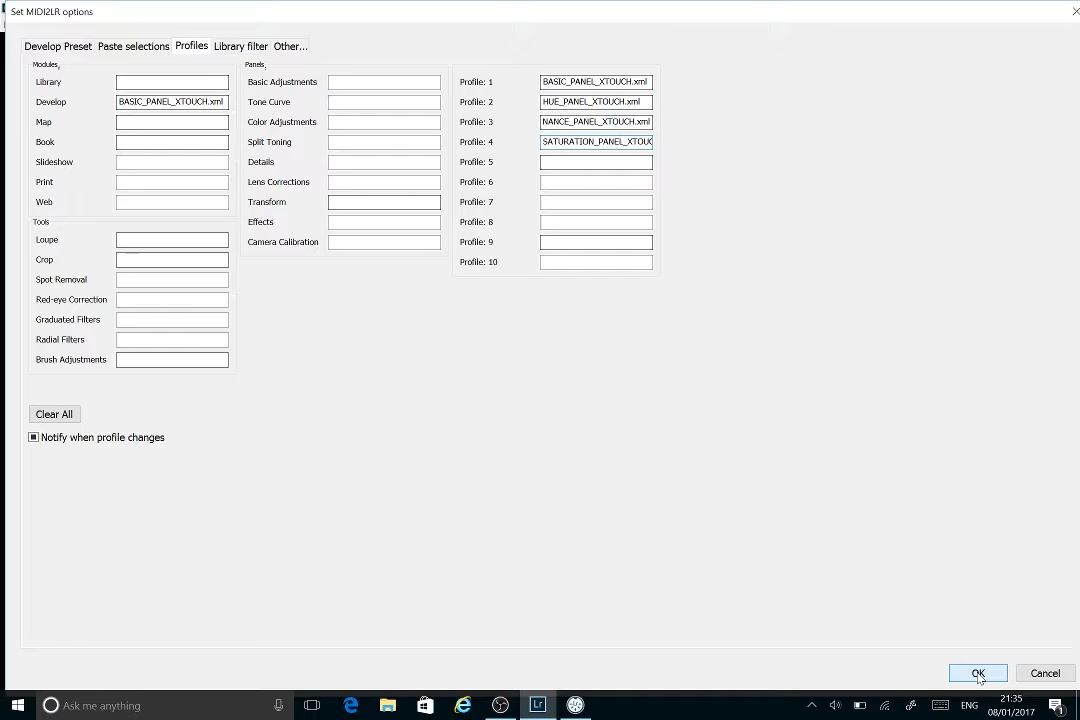 Set MIDI2LR options
Develop Preset Paste selections Profiles Library filter Other...
Modules,
Library
Develop BASIC_PANEL_XTOUCH.xml
Map
Book
Slideshow
Print
Web
Tools
Loupe
Crop
Spot Removal
Red-eye Correction
Graduated Filters
Radial Filters
Brush Adjustments
Panels,
Basic Adjustments
Tone Curve
Color Adjustments
Split Toning
Details
Lens Corrections
Transform
Effects
Camera Calibration
Profile: 1 BASIC_PANEL_XTOUCH.xml
Profile: 2 HUE_PANEL_XTOUCH.xml
Profile: 3 NANCE_PANEL_XTOUCH.xml
Profile: 4 SATURATION_PANEL_XTOUC
Profile: 5
Profile: 6
Profile: 7
Profile: 8
Profile: 9
Profile: 10
Clear All
Notify when profile changes
OK Cancel
Ask me anything
Lr
ENG
21:35
08/01/2017
1